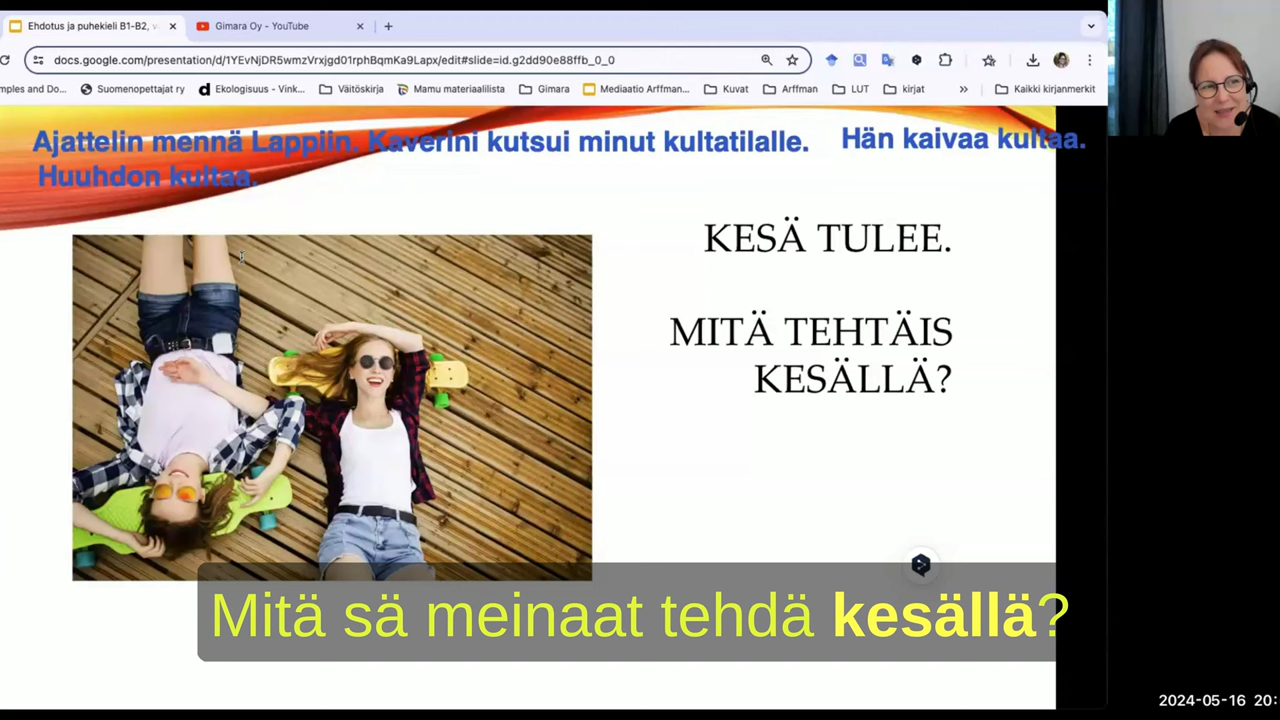 Ehdotus ja puhekieli B1-B2,
Gimara Oy - YouTube
docs.google.com/presentation/d/1YEvNjDR5wmzVrxjgd01rphBqmKa9Lapx/edit#slide=id.g2dd90e88ffb_0_0
mples and Do... Suomenopettajat ry Ekologisuus - Vink... Väitöskirja Mamu materiaalilista Gimara Mediaatio Arffman... Kuvat Arffman LUT kirjat » Kaikki kirjanmerkit
Ajattelin mennä Lappiin. Kaverini kutsui minut kultatilalle. Hän kaivaa kultaa.
Huuhdon kultaa.
KESÄ TULEE.
MITÄ TEHTÄIS
KESÄLLÄ?
Mitä sä meinaat tehdä kesällä?
2024-05-16 20: